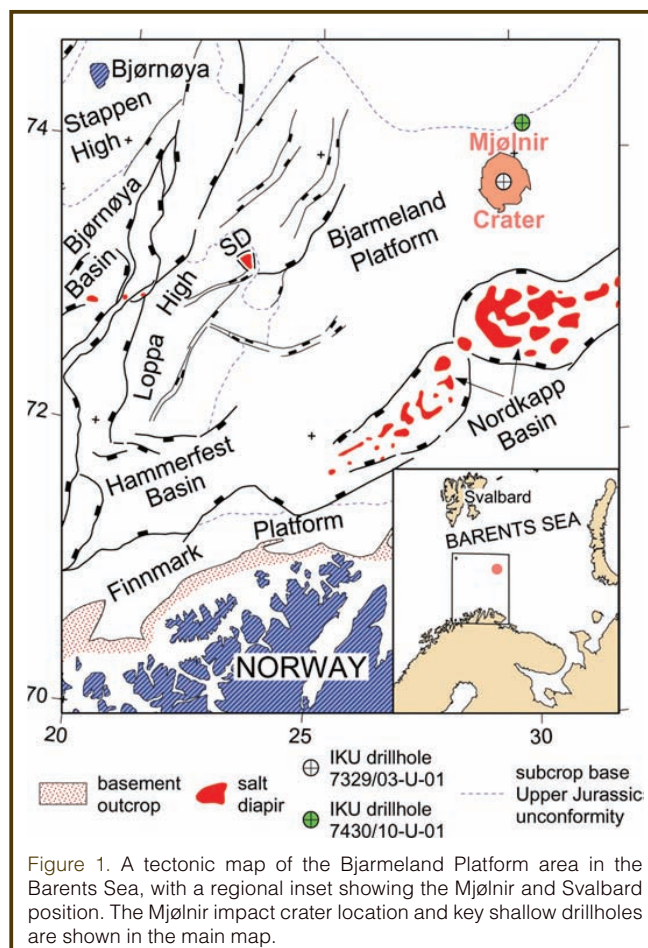 Bjørnøya
74
Stappen
High
Mjølnir
Crater
Bjørnøya
Basin
SD
Bjarmeland
Platform
High
Loppa
72
Nordkapp
Basin
Hammerfest
Basin
Svalbard
BARENTS SEA
Platform
Finnmark
NORWAY
70
20
25
30
basement
outcrop
salt
diapir
IKU drillhole
7329/03-U-01
IKU drillhole
7430/10-U-01
subcrop base
Upper Jurassic
unconformity
Figure 1. A tectonic map of the Bjarmeland Platform area in the
Barents Sea, with a regional inset showing the Mjølnir and Svalbard
position. The Mjølnir impact crater location and key shallow drillholes
are shown in the main map.